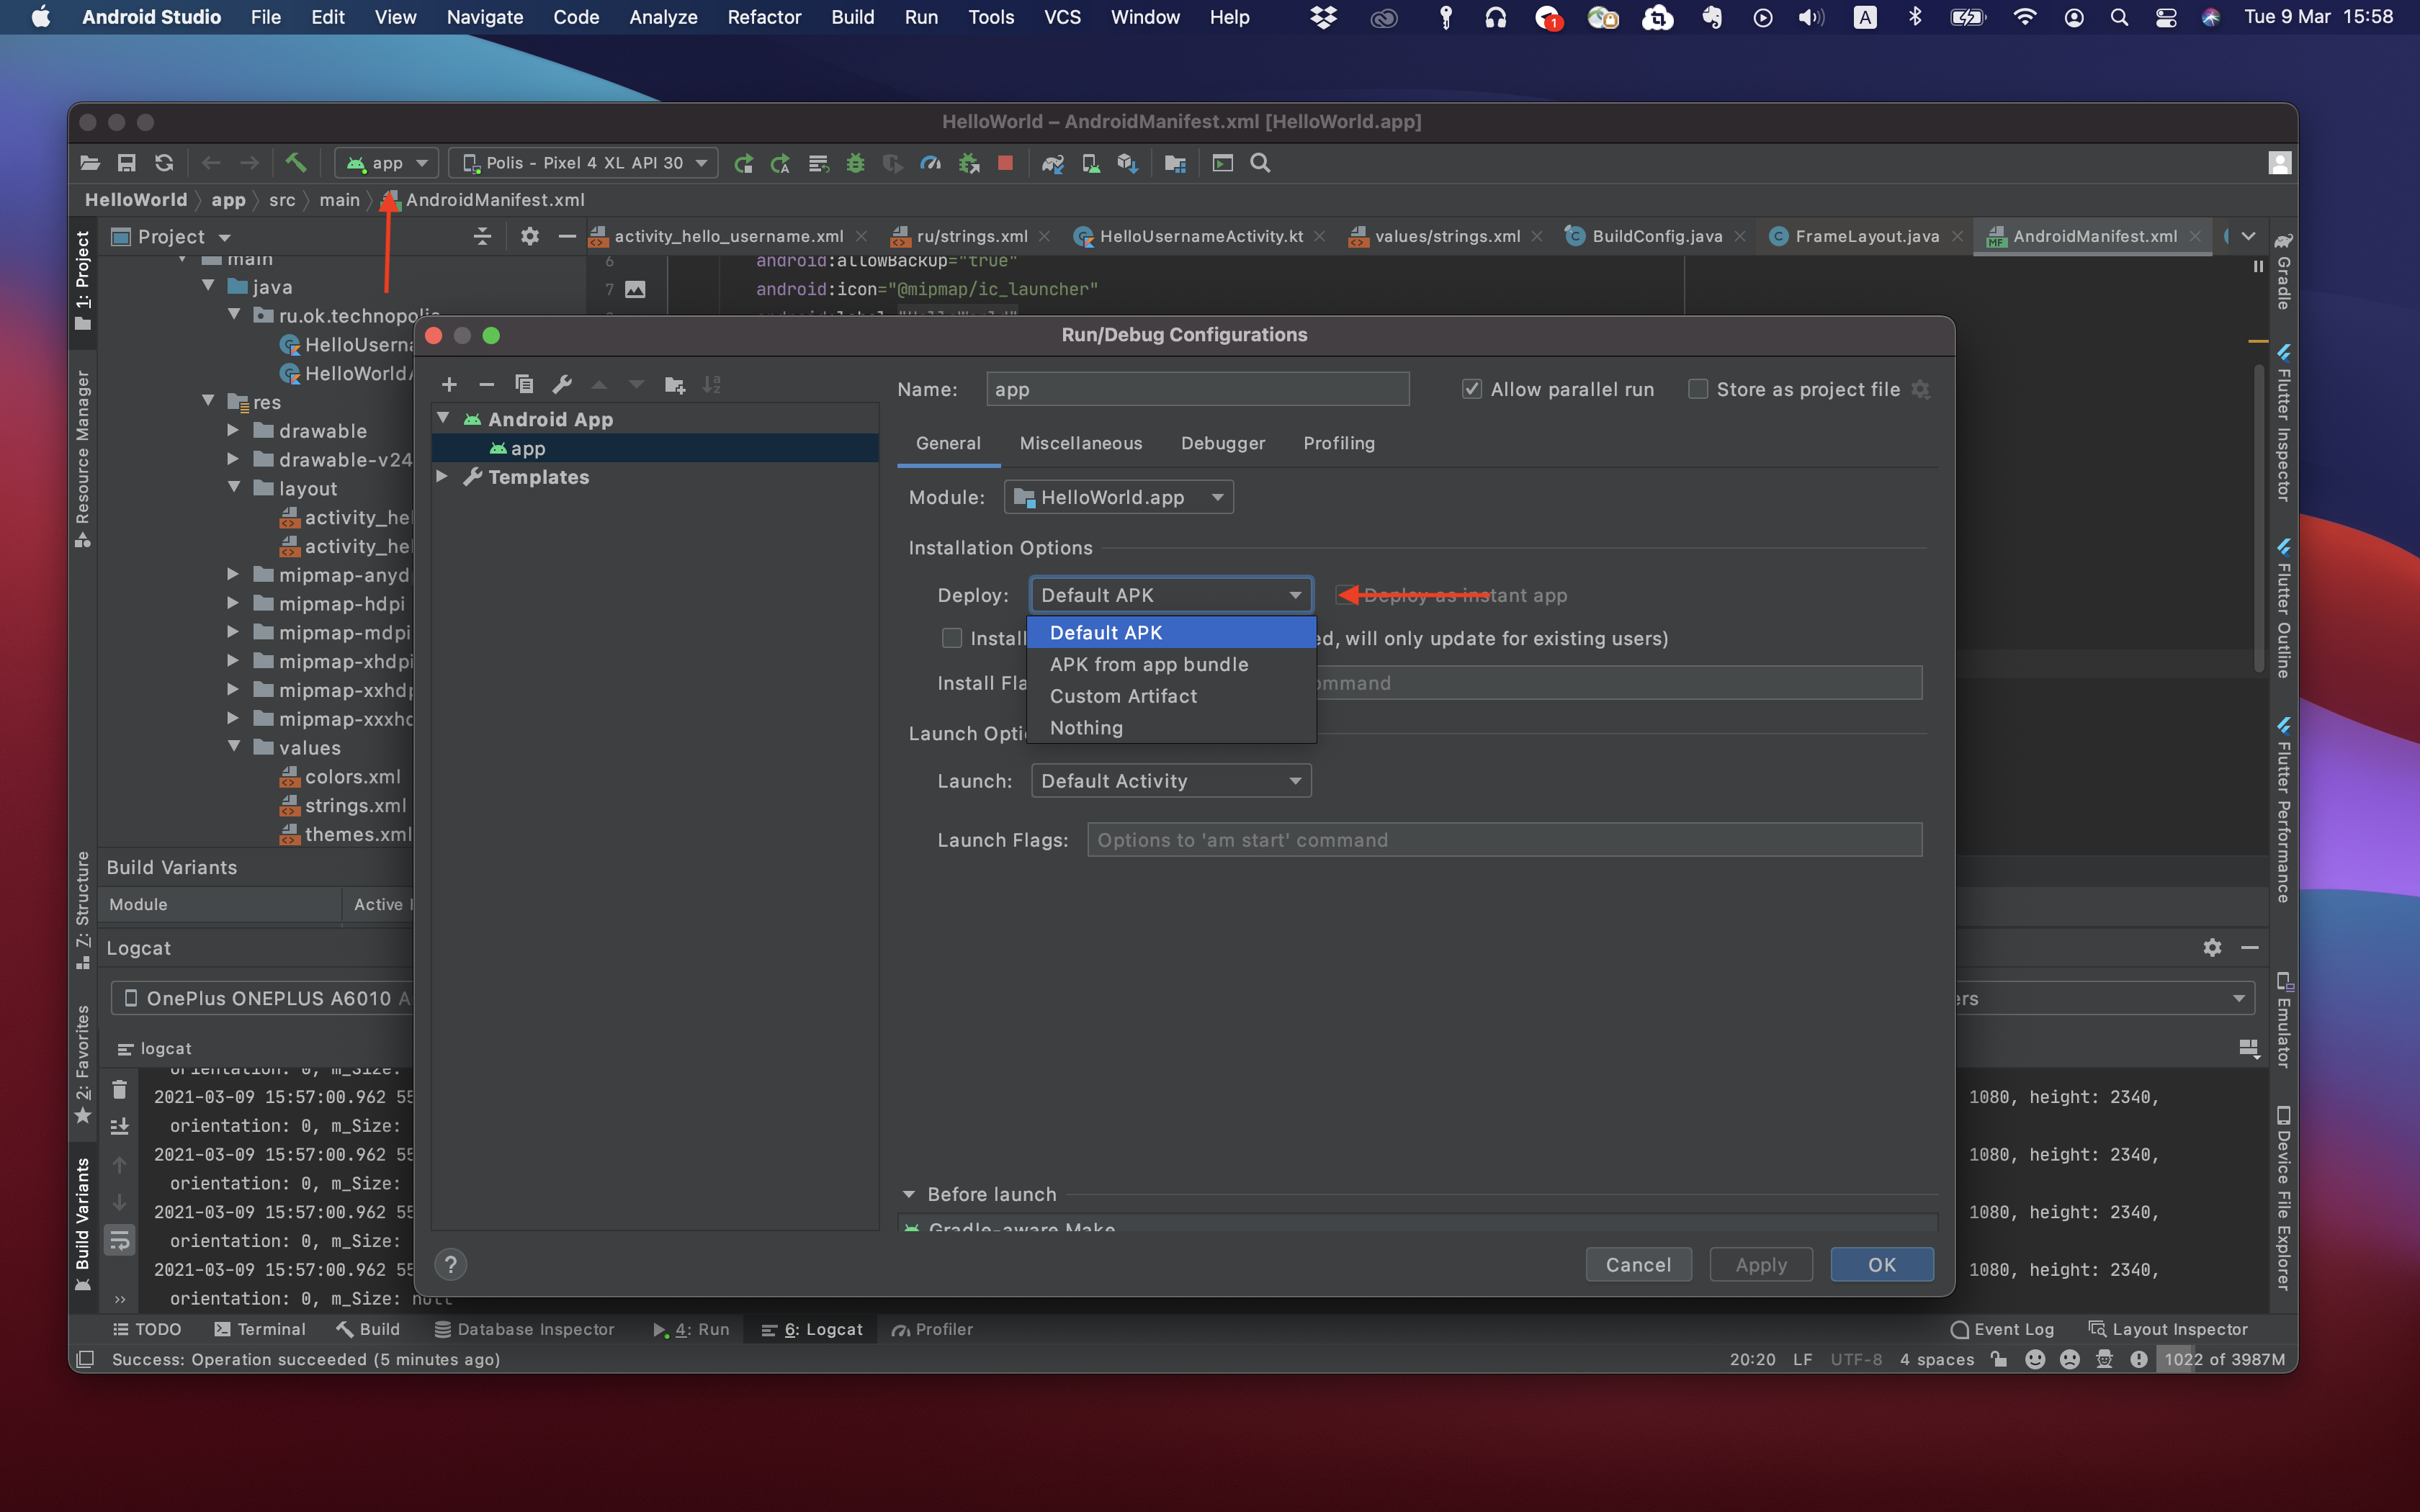 Android Studio File Edit View Navigate Code Analyze Refactor Build Run Tools VCS Window Help 1 A Tue 9 Mar 15:58
HelloWorld – AndroidManifest.xml [HelloWorld.app]
app Polis - Pixel 4 XL API 30
HelloWorld app src main AndroidManifest.xml
Project
activity_hello_username.xml ru/strings.xml HelloUsernameActivity.kt values/strings.xml BuildConfig.java FrameLayout.java AndroidManifest.xml
1: Project
Resource Manager
Z: Structure
2: Favorites
Build Variants
main
java
ru.ok.technopolis
HelloUserna
HelloWorldA
res
drawable
drawable-v24
layout
activity_hel
activity_hel
mipmap-anyd
mipmap-hdpi
mipmap-mdpi
mipmap-xhdpi
mipmap-xxhdp
mipmap-xxxhd
values
colors.xml
strings.xml
themes.xml
6 android:allowBackup="true"
7 android:icon="@mipmap/ic_launcher"
Run/Debug Configurations
Android App
app
Templates
Name: app Allow parallel run Store as project file
General Miscellaneous Debugger Profiling
Module: HelloWorld.app
Installation Options
Deploy: Default APK Deploy as instant app
Default APK
APK from app bundle
Custom Artifact
Nothing
Install ed, will only update for existing users)
Install Fla ommand
Launch Opti
Launch: Default Activity
Launch Flags: Options to 'am start' command
Before launch
Gradle-aware Make
? Cancel Apply OK
Build Variants
Module Active
Logcat
OnePlus ONEPLUS A6010 A ers
logcat
orientation: 0, m_Size:
2021-03-09 15:57:00.962 55 1080, height: 2340,
orientation: 0, m_Size:
2021-03-09 15:57:00.962 55 1080, height: 2340,
orientation: 0, m_Size:
2021-03-09 15:57:00.962 55 1080, height: 2340,
orientation: 0, m_Size:
2021-03-09 15:57:00.962 55 1080, height: 2340,
orientation: 0, m_Size: null
Gradle
Flutter Inspector
Flutter Outline
Flutter Performance
Emulator
Device File Explorer
TODO Terminal Build Database Inspector 4: Run 6: Logcat Profiler Event Log Layout Inspector
Success: Operation succeeded (5 minutes ago) 20:20 LF UTF-8 4 spaces 1022 of 3987M